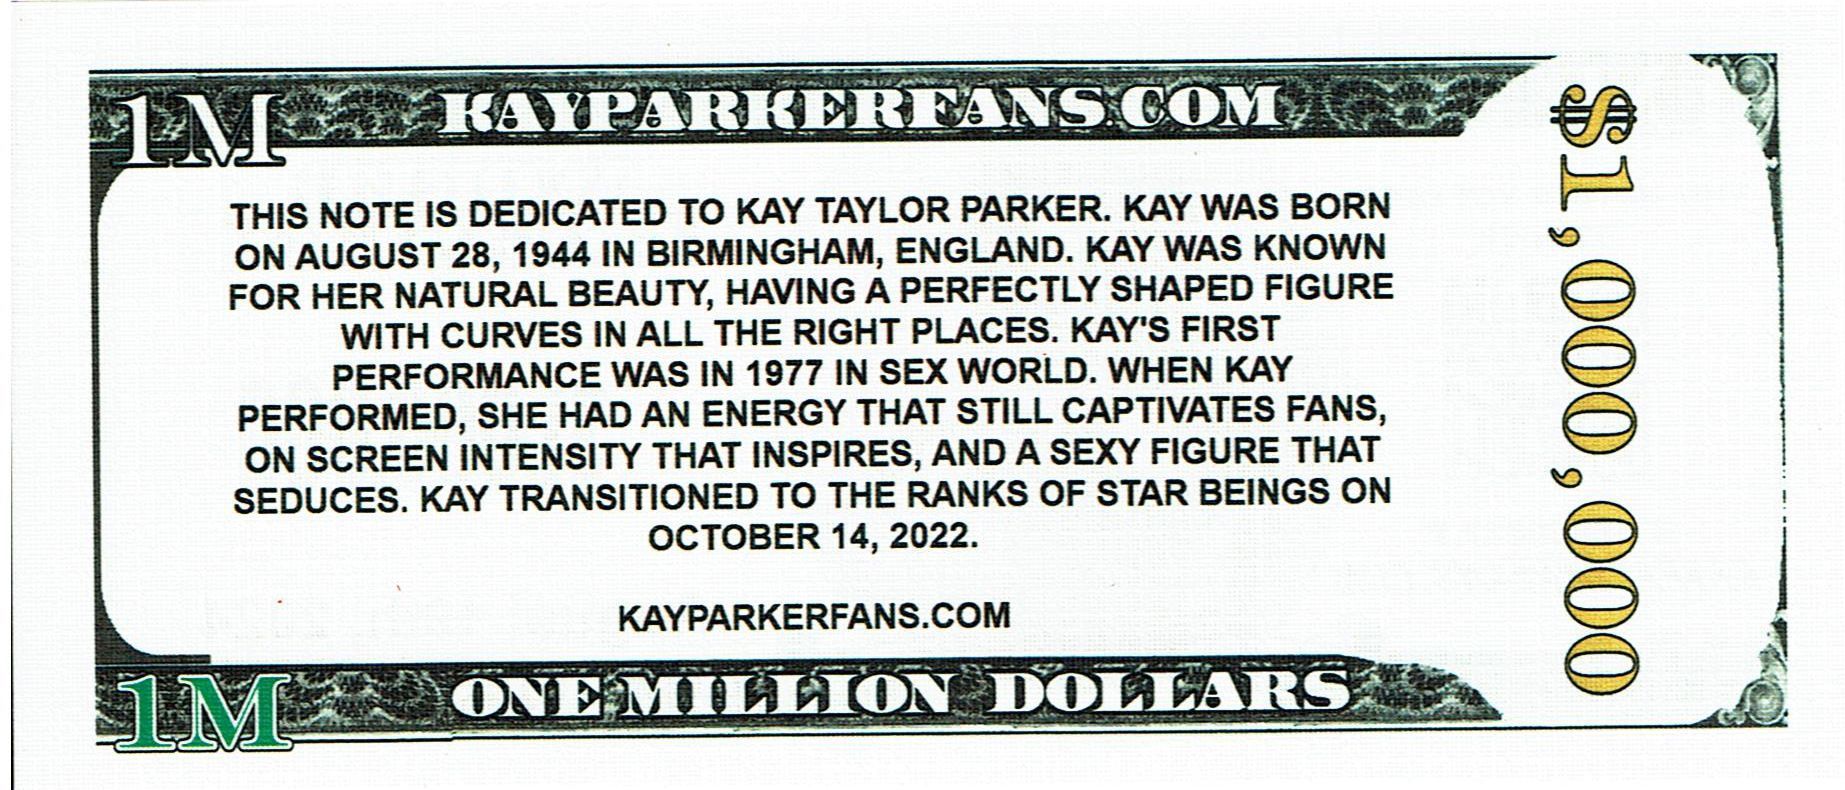 1M KAYPARKERFANS.COM
THIS NOTE IS DEDICATED TO KAY TAYLOR PARKER. KAY WAS BORN
ON AUGUST 28, 1944 IN BIRMINGHAM, ENGLAND. KAY WAS KNOWN
FOR HER NATURAL BEAUTY, HAVING A PERFECTLY SHAPED FIGURE
WITH CURVES IN ALL THE RIGHT PLACES. KAY'S FIRST
PERFORMANCE WAS IN 1977 IN SEX WORLD. WHEN KAY
PERFORMED, SHE HAD AN ENERGY THAT STILL CAPTIVATES FANS,
ON SCREEN INTENSITY THAT INSPIRES, AND A SEXY FIGURE THAT
SEDUCES. KAY TRANSITIONED TO THE RANKS OF STAR BEINGS ON
OCTOBER 14, 2022.
KAYPARKERFANS.COM
1M ONE MILLION DOLLARS
$1,000,000